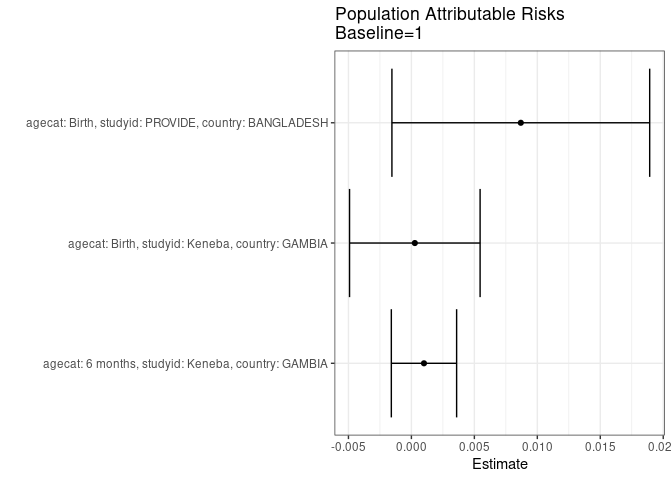 Population Attributable Risks
Baseline=1
agecat: Birth, studyid: PROVIDE, country: BANGLADESH
agecat: Birth, studyid: Keneba, country: GAMBIA
agecat: 6 months, studyid: Keneba, country: GAMBIA
-0.005 0.000 0.005 0.010 0.015 0.02
Estimate